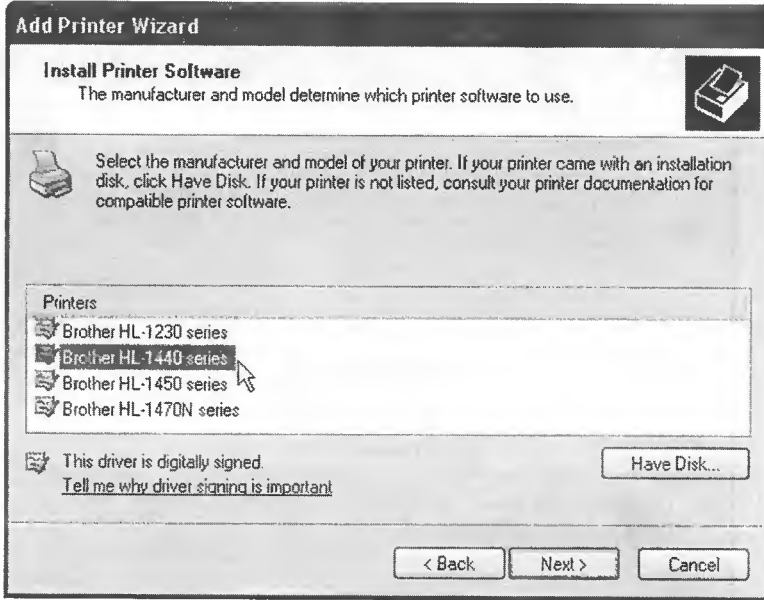 Add Printer Wizard
Install Printer Software
The manufacturer and model determine which printer software to use.
Select the manufacturer and model of your printer. If your printer came with an installation
disk, click Have Disk. If your printer is not listed, consult your printer documentation for
compatible printer software.
Printers
Brother HL-1230 series
Brother HL-1440 series
Brother HL-1450 series
Brother HL-1470N series
This driver is digitally signed.
Have Disk...
Tell me why driver signing is important
< Back
Next >
Cancel